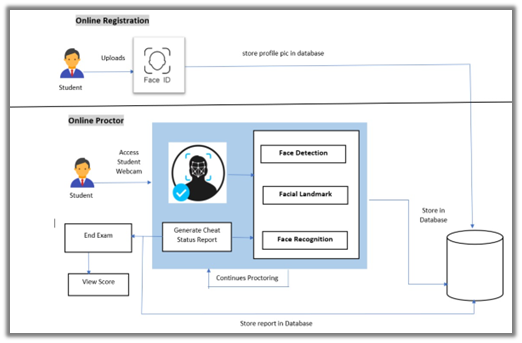 Online Registration
Uploads
store profile pic in database
Face ID
Student
Online Proctor
Access
Student
Webcam
Student
Face Detection
Facial Landmark
Face Recognition
Store in
Database
End Exam
Generate Cheat
Status Report
View Score
Continues Proctoring
Store report in Database